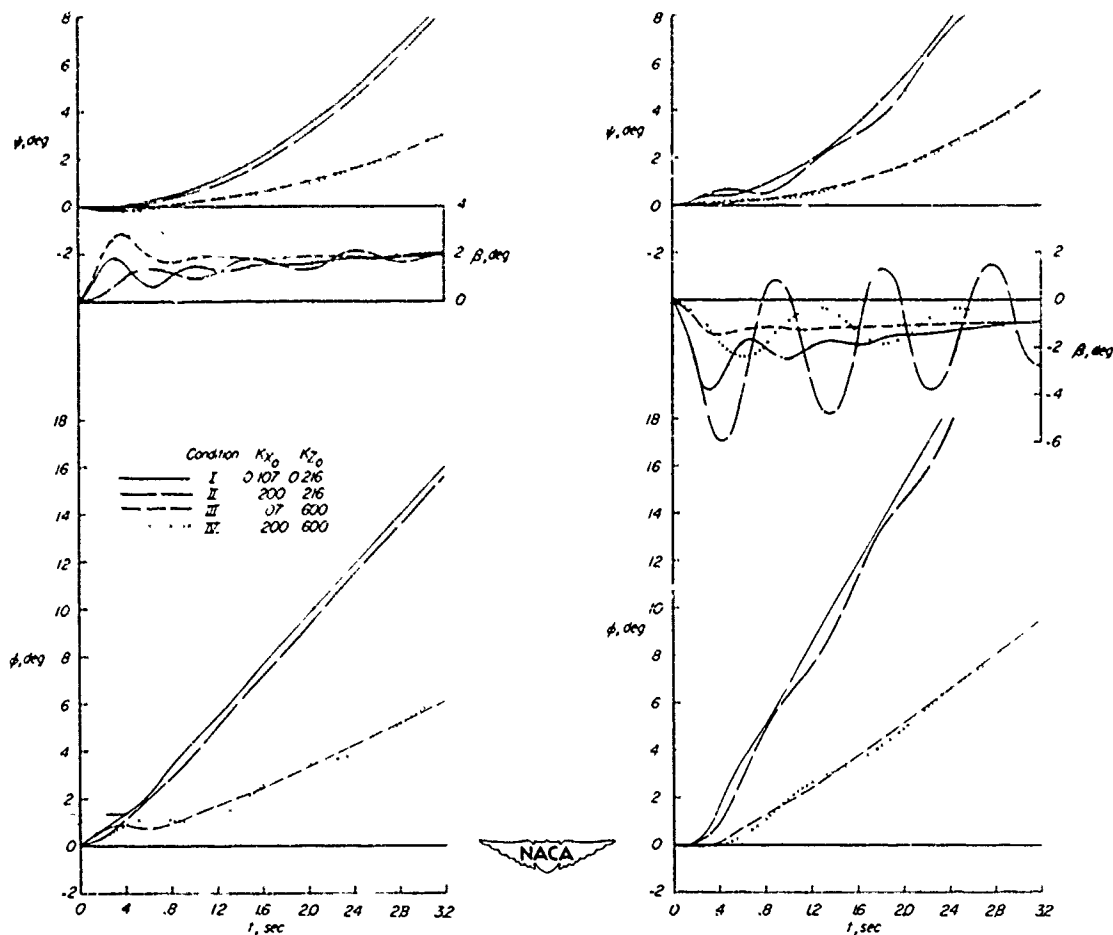 8
6
4
2
0
-2
ψ, deg
4
2
0
β, deg
18
16
14
12
10
8
6
4
2
0
-2
φ, deg
Condition Kx₀ Kz₀
I 0 107 0 216
II 200 216
III 07 600
IV. 200 600
0 .4 .8 1.2 1.6 2.0 2.4 2.8 3.2
t, sec
NACA
8
6
4
2
0
-2
ψ, deg
2
0
-2
-4
-6
β, deg
18
16
14
12
10
8
6
4
2
0
-2
φ, deg
0 .4 .8 1.2 1.6 2.0 2.4 2.8 3.2
t, sec